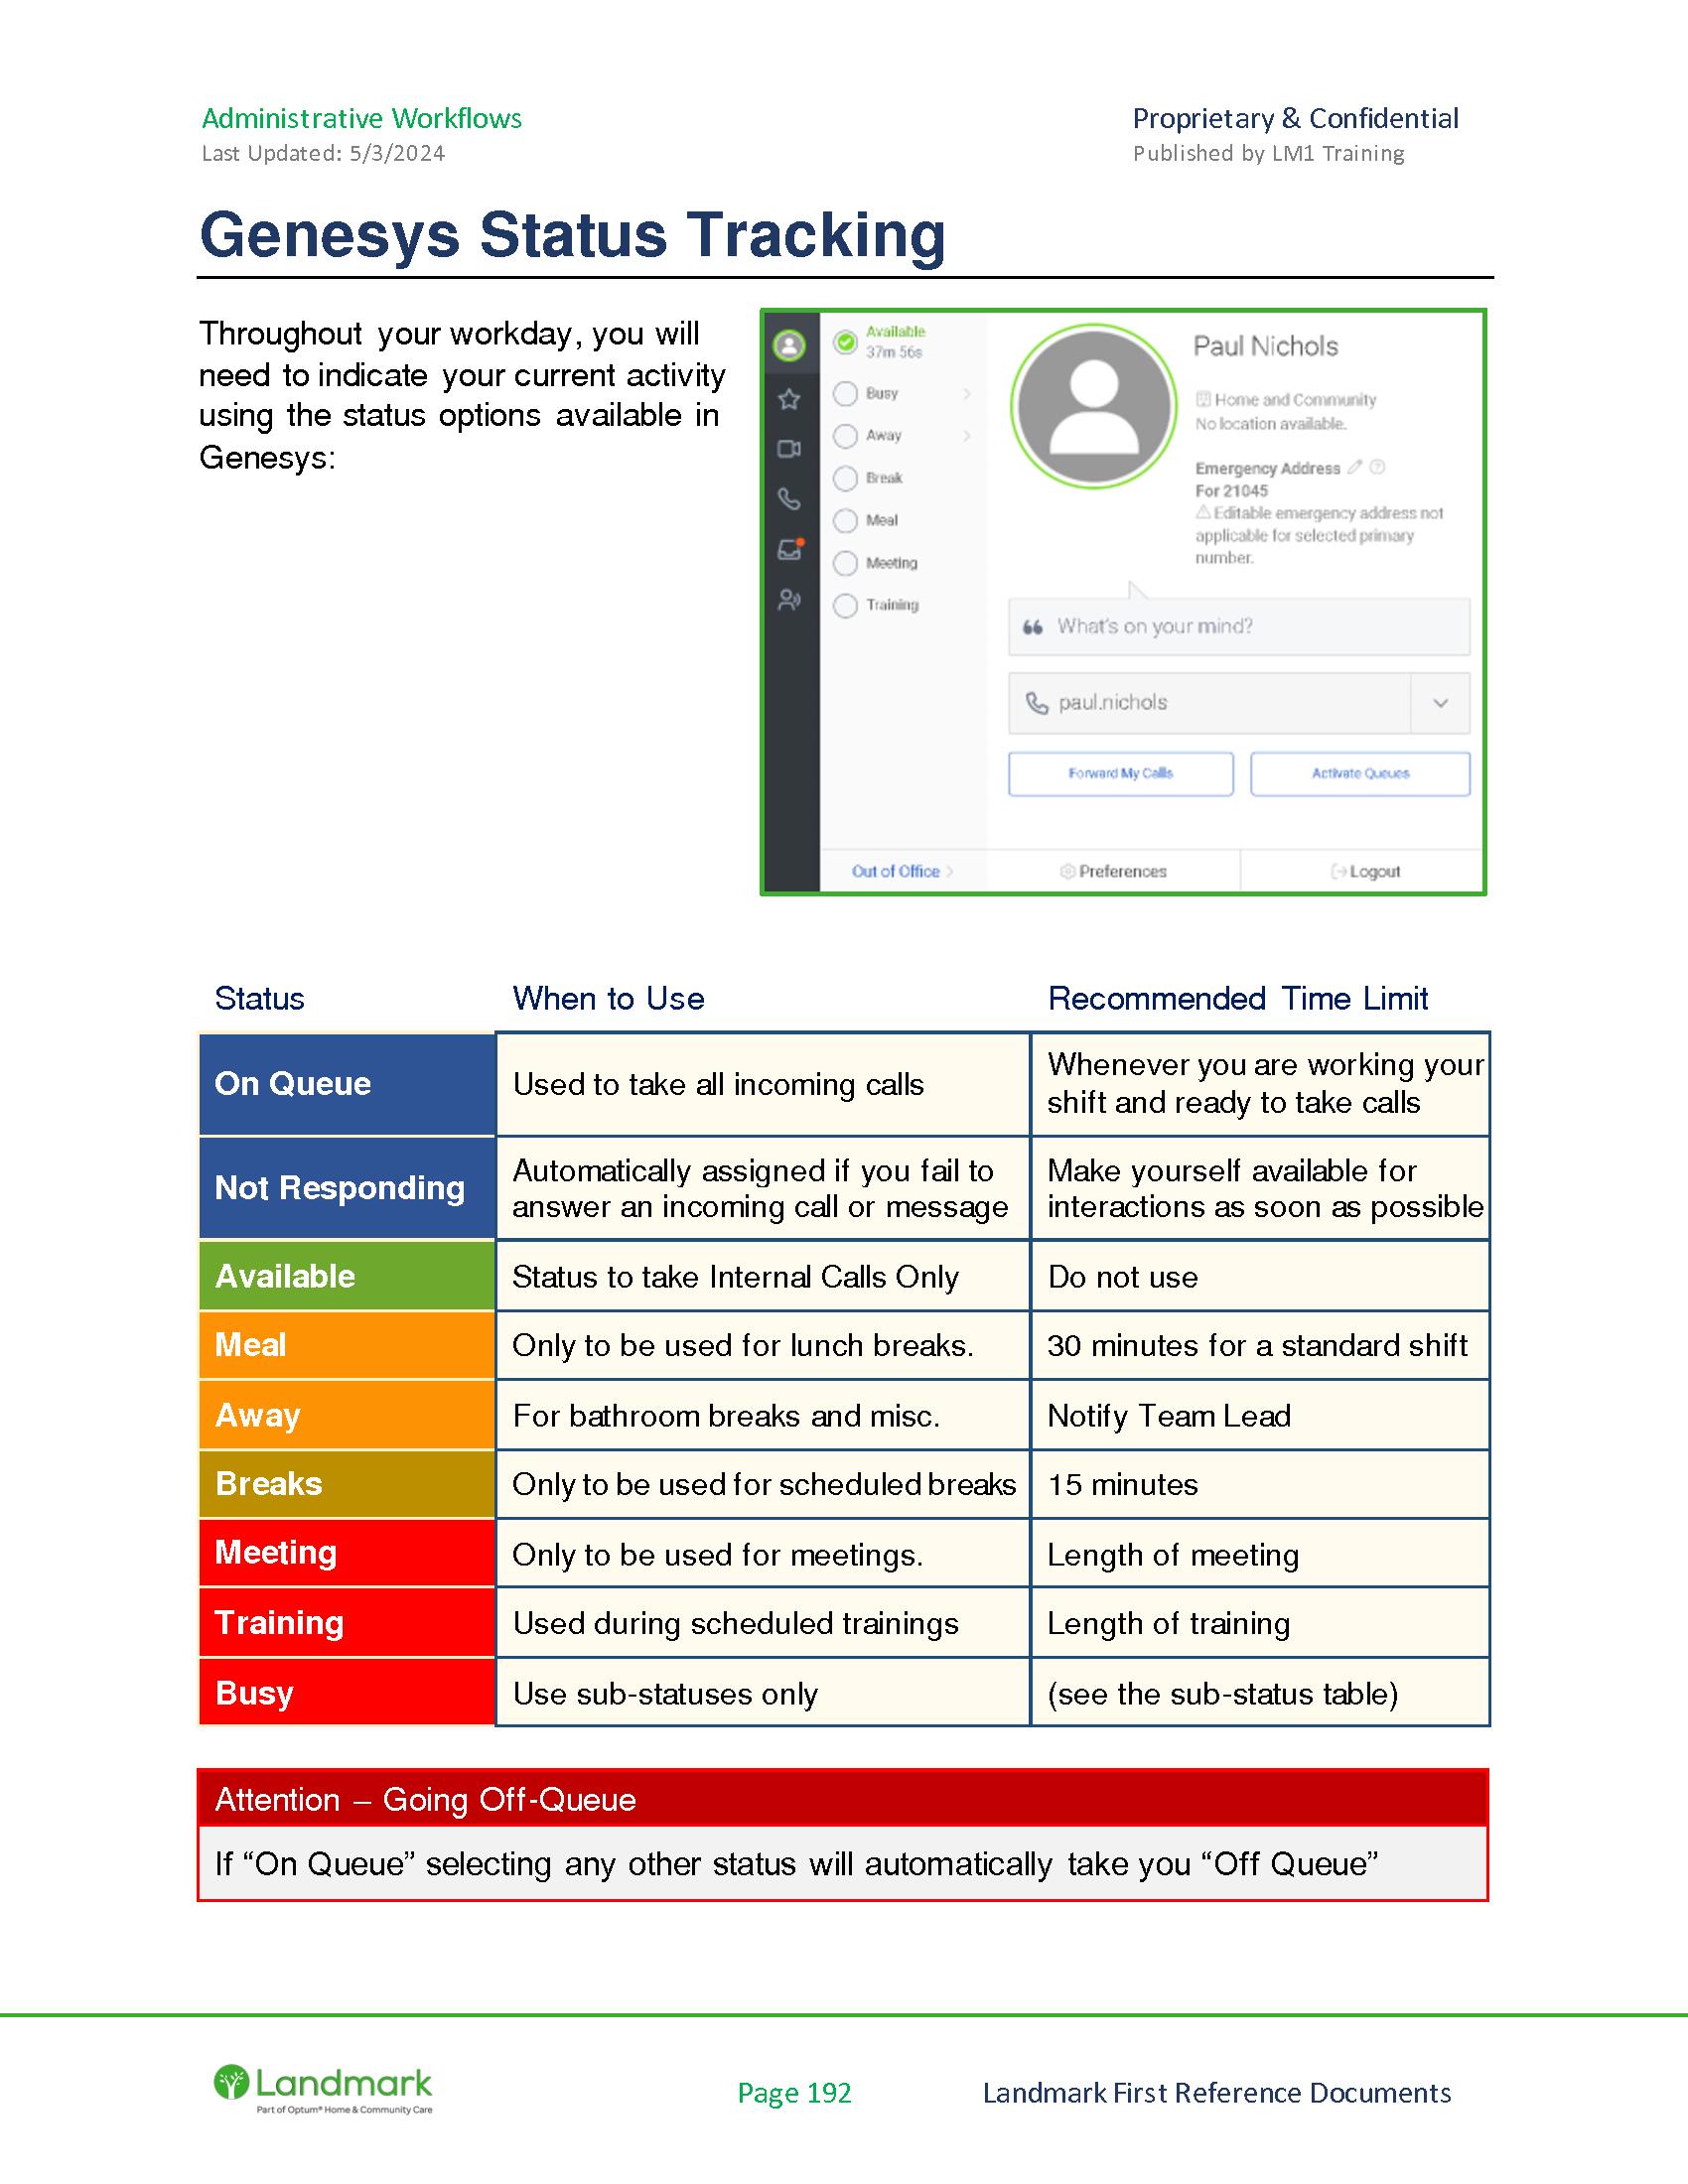 Administrative Workflows
Proprietary & Confidential
Last Updated: 5/3/2024
Published by LM1 Training
Genesys Status Tracking
Throughout your workday, you will
need to indicate your current activity
using the status options available in
Genesys:
Available
37m 56s
Busy
Away
Break
Meal
Meeting
Training
Paul Nichols
Home and Community
No location available.
Emergency Address
For 21045
Editable emergency address not
applicable for selected primary
number.
What's on your mind?
paul.nichols
Forward My Calls
Activate Queues
Out of Office
Preferences
Logout
Status When to Use Recommended Time Limit
On Queue
Used to take all incoming calls
Whenever you are working your
shift and ready to take calls
Not Responding
Automatically assigned if you fail to
answer an incoming call or message
Make yourself available for
interactions as soon as possible
Available Status to take Internal Calls Only Do not use
Meal Only to be used for lunch breaks. 30 minutes for a standard shift
Away For bathroom breaks and misc. Notify Team Lead
Breaks Only to be used for scheduled breaks 15 minutes
Meeting Only to be used for meetings. Length of meeting
Training Used during scheduled trainings Length of training
Busy Use sub-statuses only (see the sub-status table)
Attention – Going Off-Queue
If “On Queue” selecting any other status will automatically take you “Off Queue”
Landmark
Part of Optum® Home & Community Care
Page 192
Landmark First Reference Documents